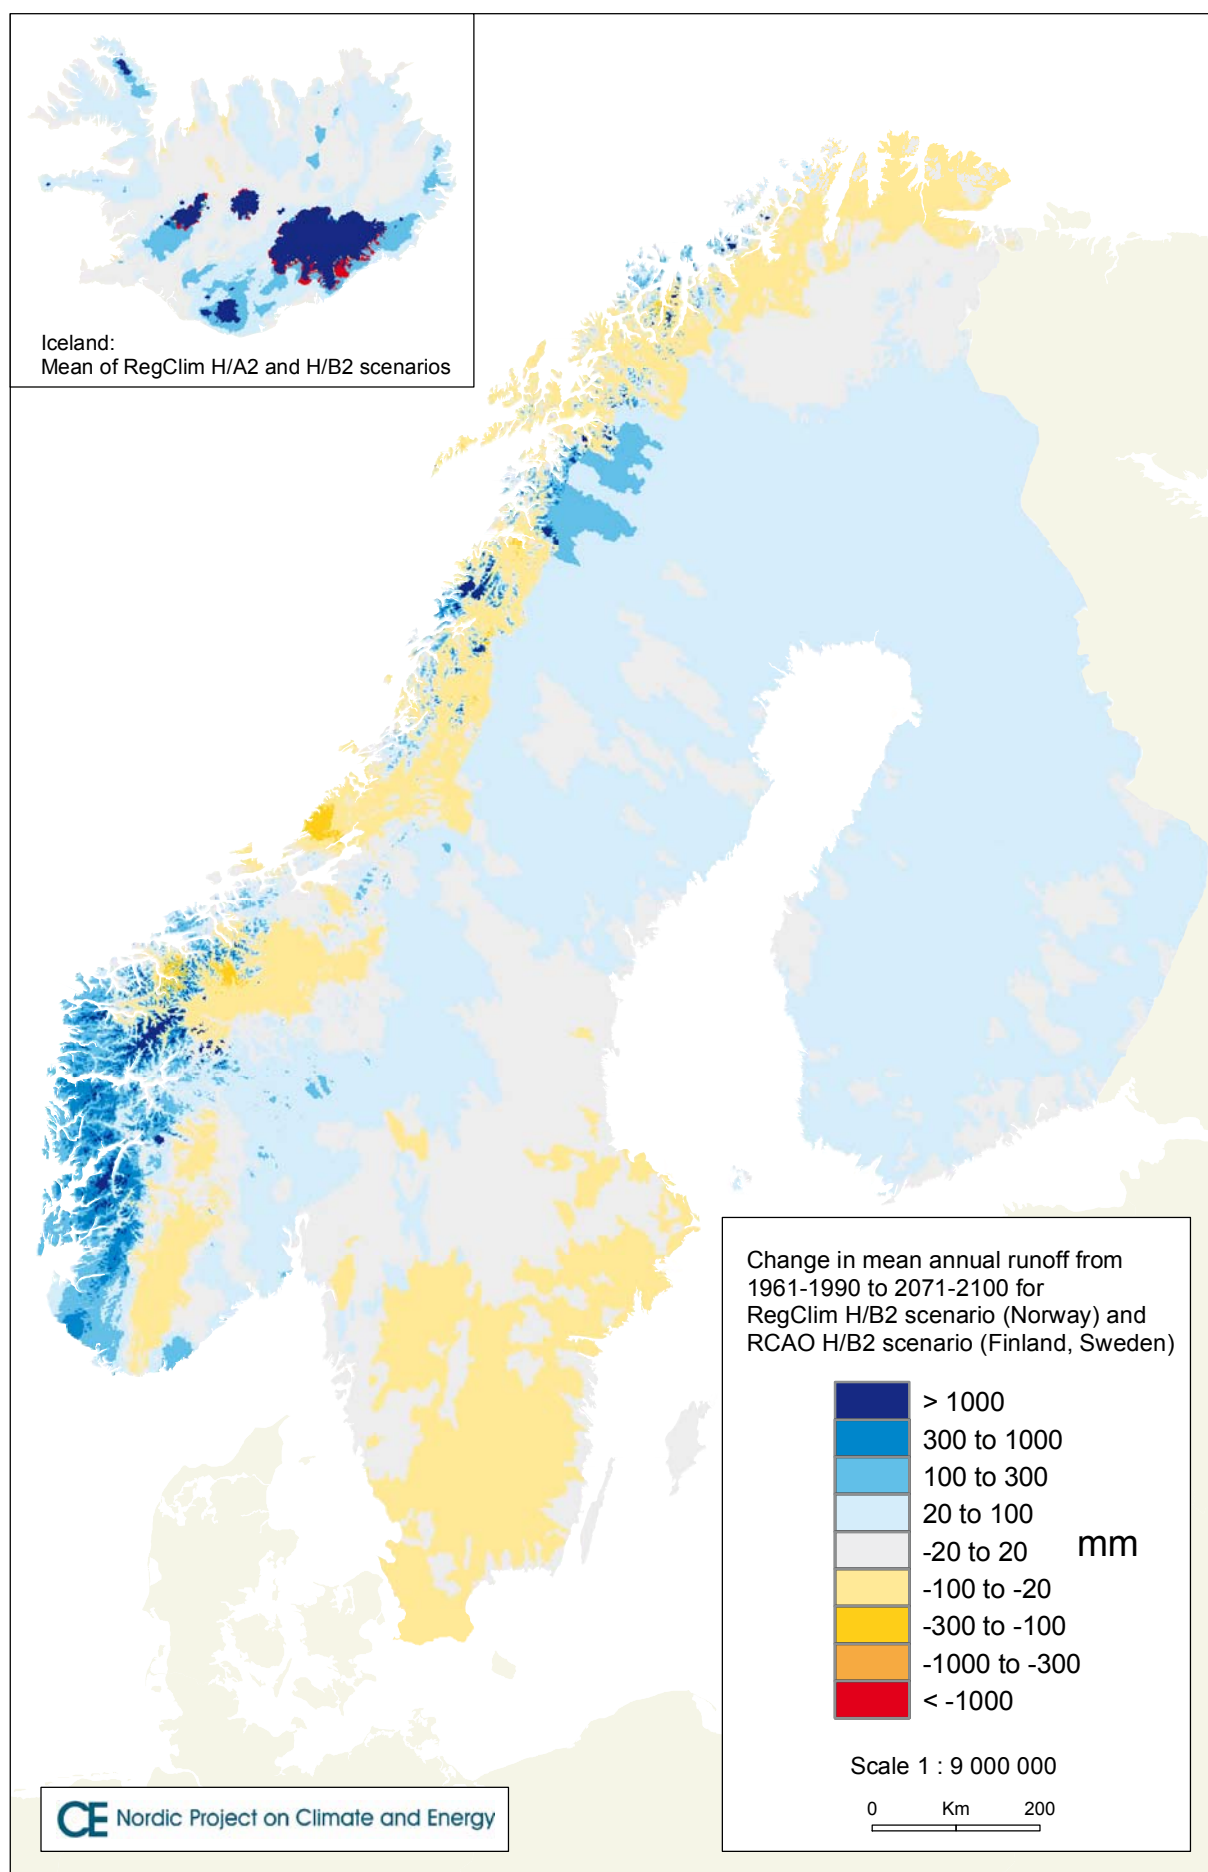 Iceland:
Mean of RegClim H/A2 and H/B2 scenarios
Change in mean annual runoff from
1961-1990 to 2071-2100 for
RegClim H/B2 scenario (Norway) and
RCAO H/B2 scenario (Finland, Sweden)
> 1000
300 to 1000
100 to 300
20 to 100
-20 to 20
mm
-100 to -20
-300 to -100
-1000 to -300
< -1000
Scale 1 : 9 000 000
0 Km 200
CE Nordic Project on Climate and Energy